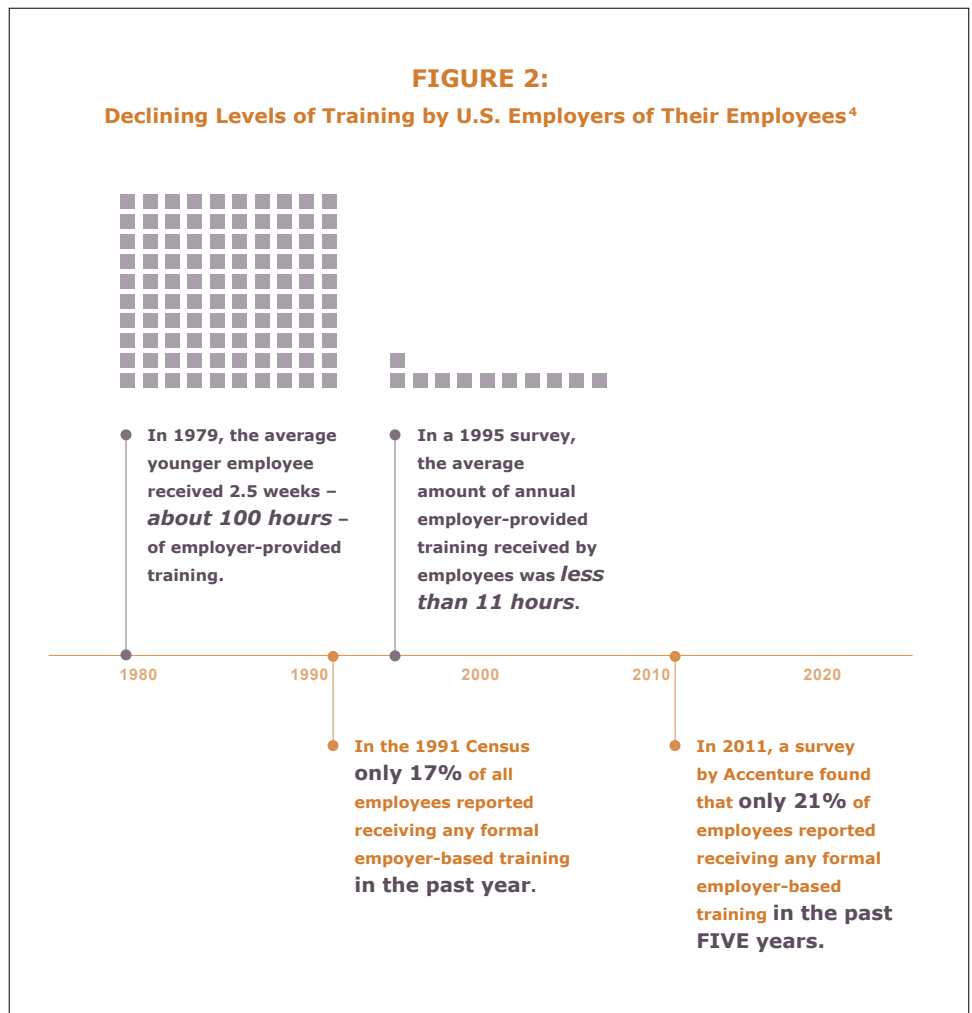 FIGURE 2:
Declining Levels of Training by U.S. Employers of Their Employees⁴
In 1979, the average
younger employee
received 2.5 weeks –
about 100 hours –
of employer-provided
training.
In a 1995 survey,
the average
amount of annual
employer-provided
training received by
employees was less
than 11 hours.
1980
1990
2000
2010
2020
In the 1991 Census
only 17% of all
employees reported
receiving any formal
empoyer-based training
in the past year.
In 2011, a survey
by Accenture found
that only 21% of
employees reported
receiving any formal
employer-based
training in the past
FIVE years.